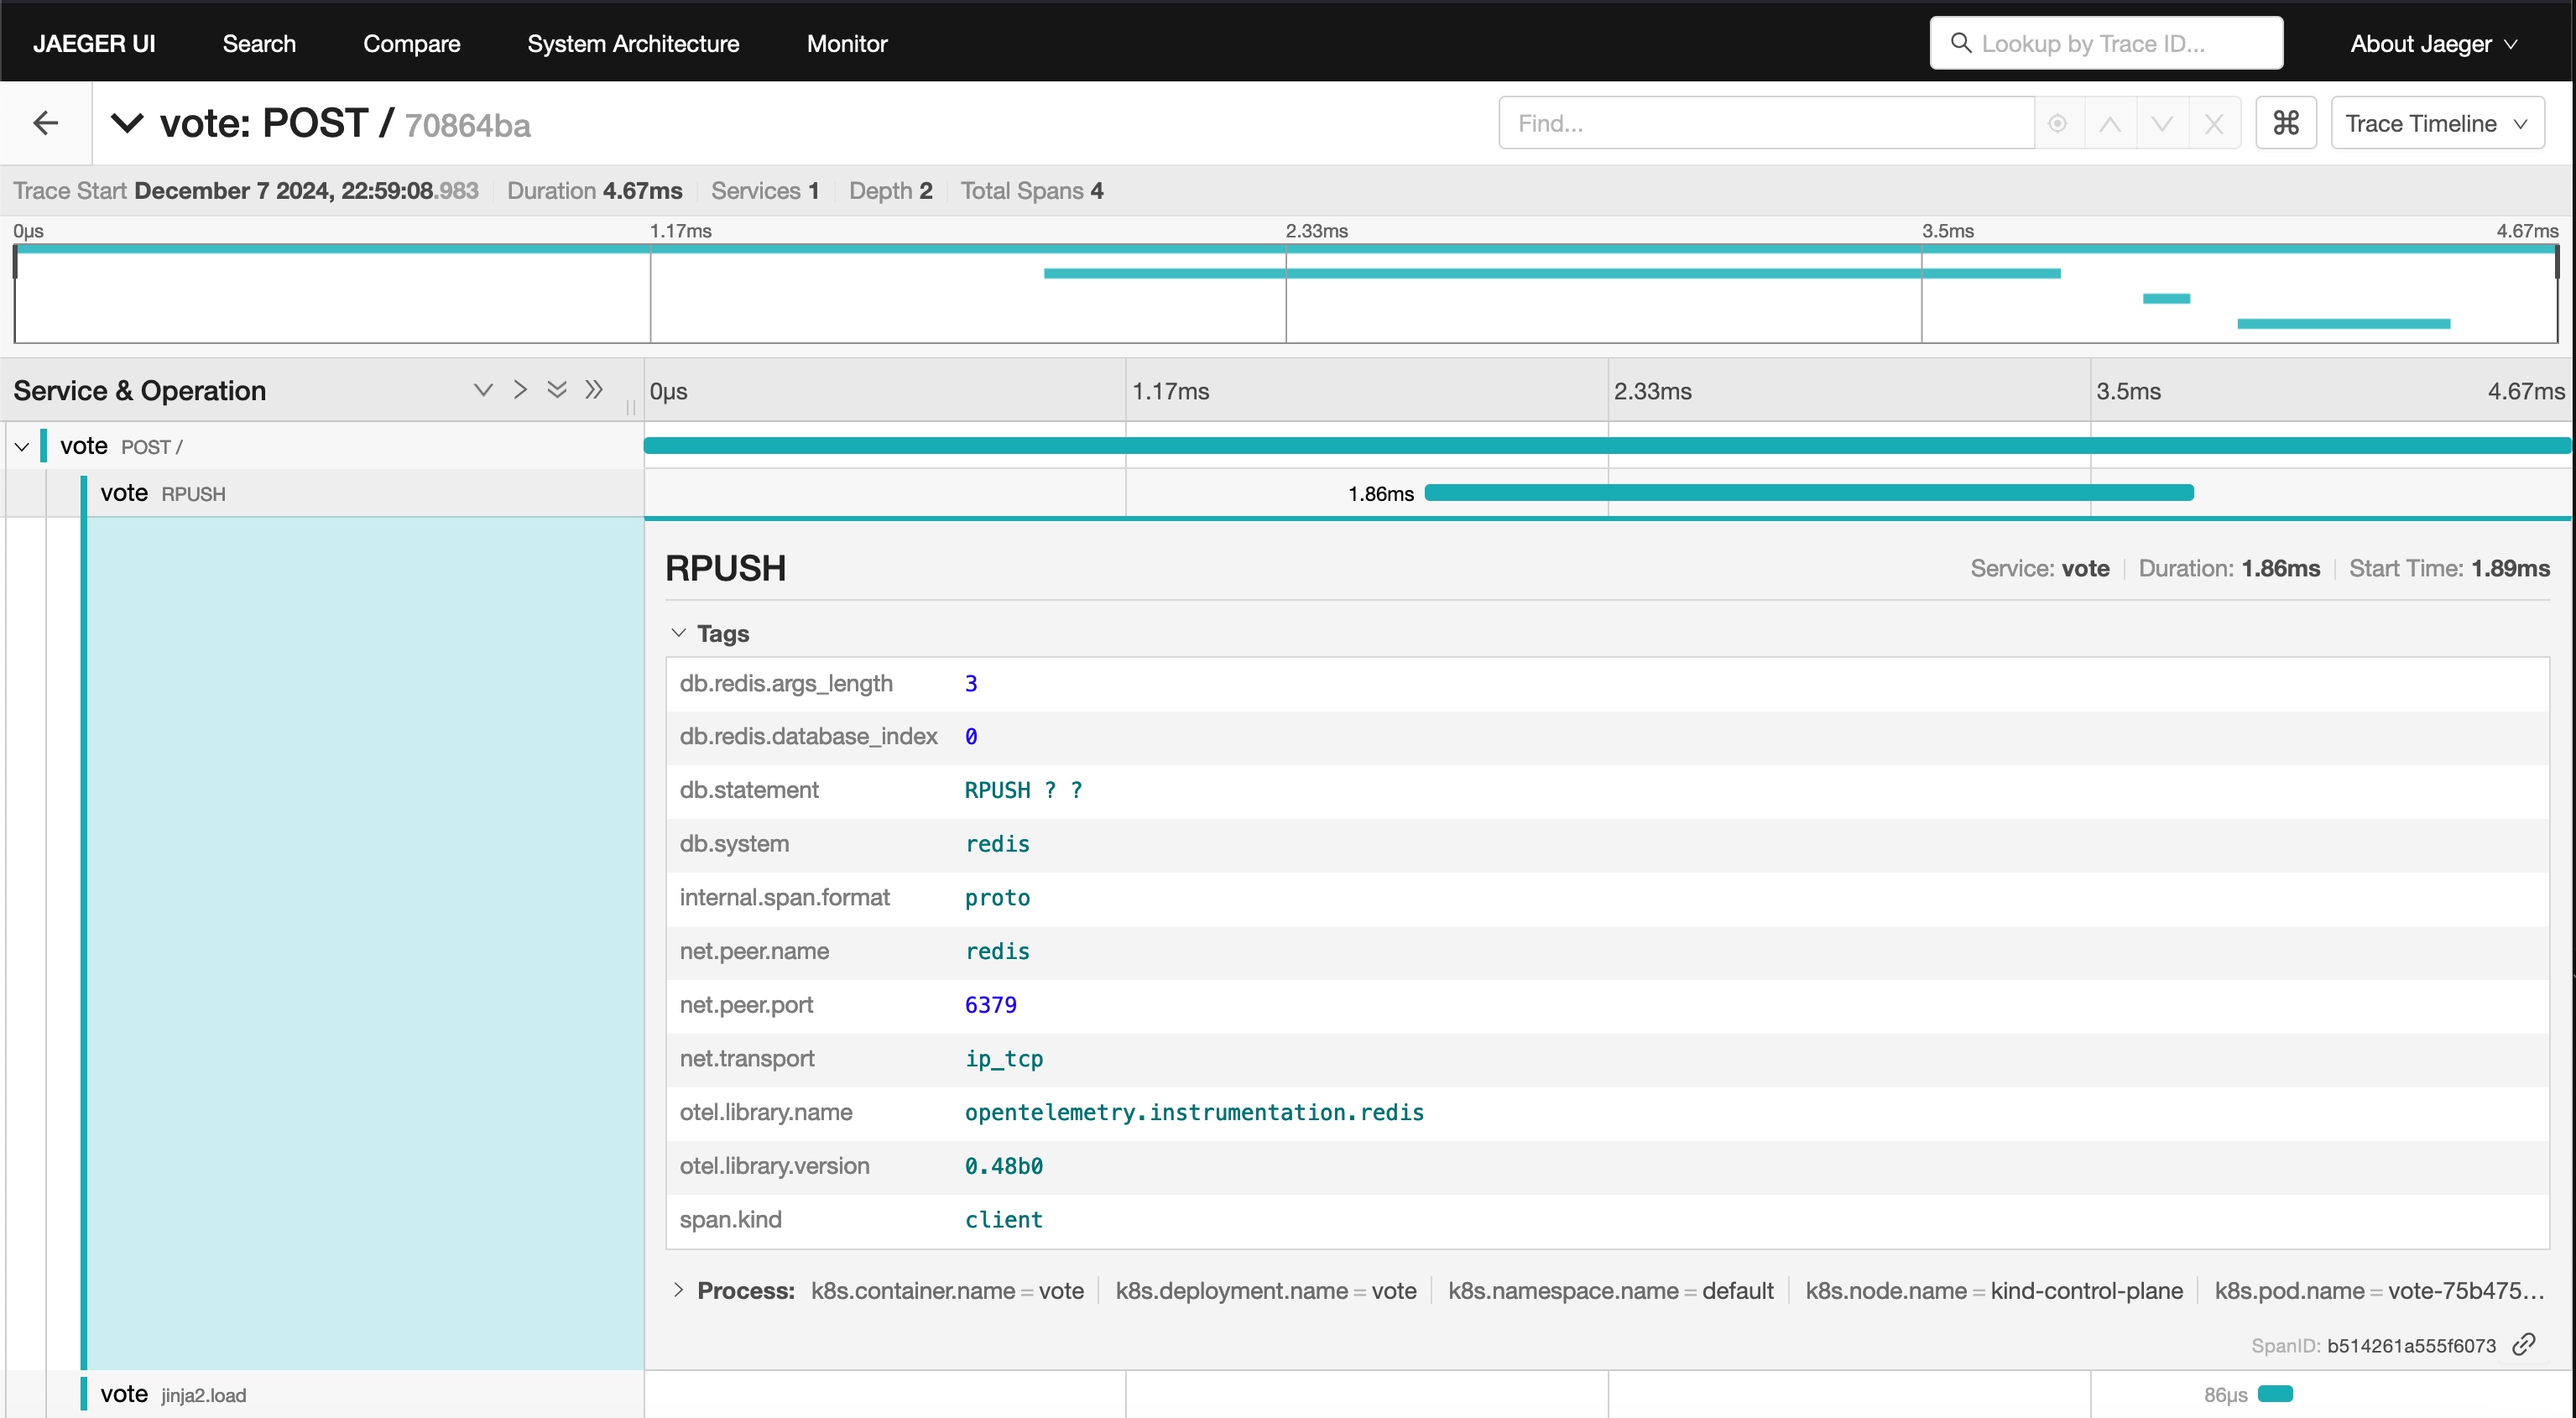 JAEGER UI Search Compare System Architecture Monitor Lookup by Trace ID... About Jaeger
vote: POST / 70864ba Find... ⌘ Trace Timeline
Trace Start December 7 2024, 22:59:08.983 Duration 4.67ms Services 1 Depth 2 Total Spans 4
0μs 1.17ms 2.33ms 3.5ms 4.67ms
Service & Operation 0μs 1.17ms 2.33ms 3.5ms 4.67ms
vote POST /
vote RPUSH 1.86ms
RPUSH Service: vote Duration: 1.86ms Start Time: 1.89ms
Tags
db.redis.args_length 3
db.redis.database_index 0
db.statement RPUSH ? ?
db.system redis
internal.span.format proto
net.peer.name redis
net.peer.port 6379
net.transport ip_tcp
otel.library.name opentelemetry.instrumentation.redis
otel.library.version 0.48b0
span.kind client
Process: k8s.container.name = vote k8s.deployment.name = vote k8s.namespace.name = default k8s.node.name = kind-control-plane k8s.pod.name = vote-75b475...
SpanID: b514261a555f6073
vote jinja2.load 86μs